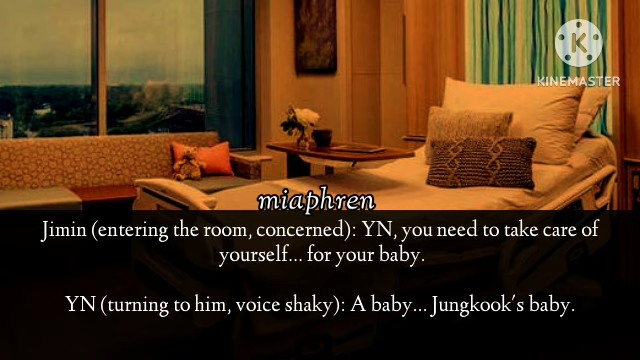 KINEMASTER
miaphren
Jimin (entering the room, concerned): YN, you need to take care of
yourself... for your baby.
YN (turning to him, voice shaky): A baby... Jungkook's baby.